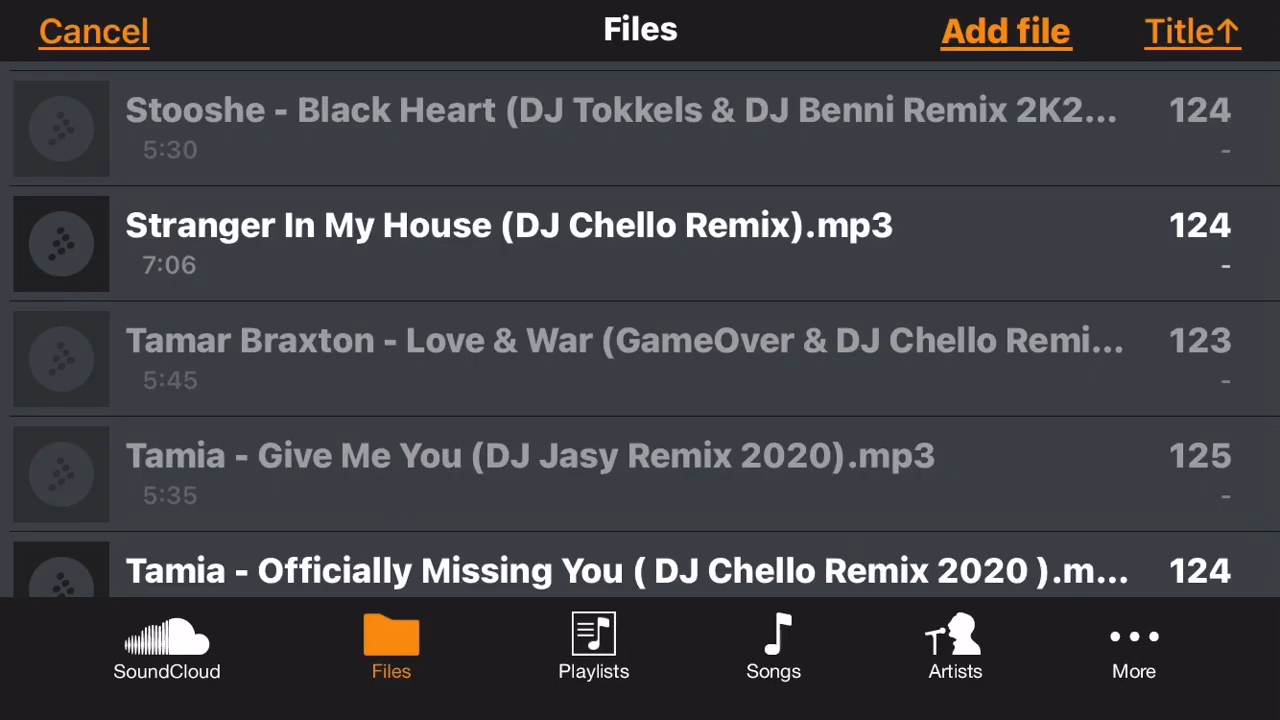 Cancel
Files
Add file
Title↑
Stooshe - Black Heart (DJ Tokkels & DJ Benni Remix 2K2...
124
5:30
-
Stranger In My House (DJ Chello Remix).mp3
124
7:06
-
Tamar Braxton - Love & War (GameOver & DJ Chello Remi...
123
5:45
-
Tamia - Give Me You (DJ Jasy Remix 2020).mp3
125
5:35
-
Tamia - Officially Missing You ( DJ Chello Remix 2020 ).m...
124
SoundCloud
Files
Playlists
Songs
Artists
More